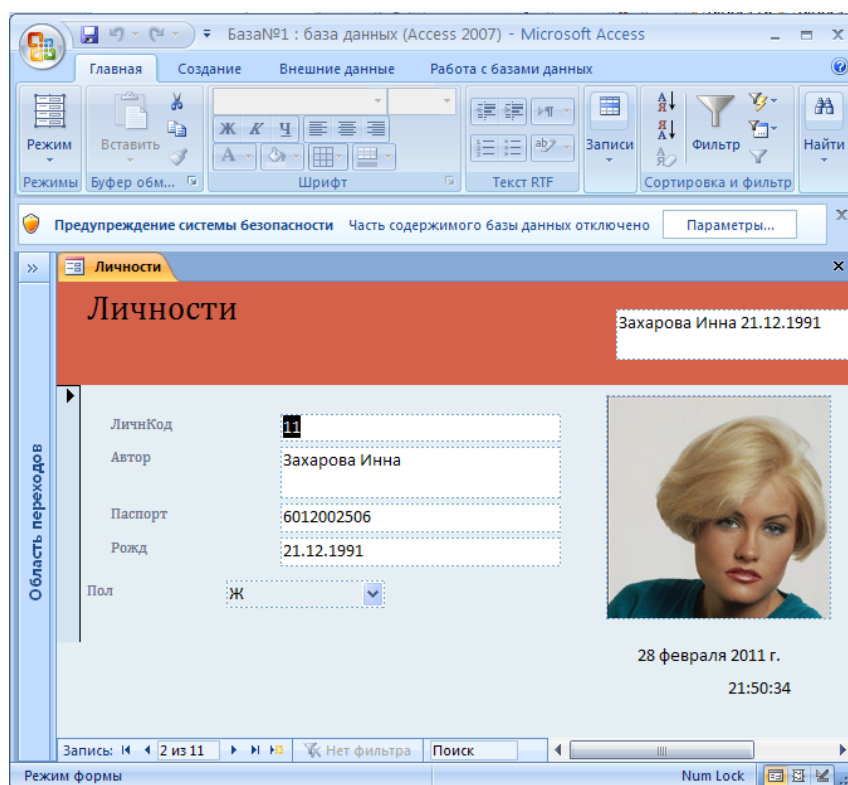 База№1 : база данных (Access 2007) - Microsoft Access
Главная Создание Внешние данные Работа с базами данных
Режим Вставить Ж К Ч Записи Фильтр Найти
Режимы Буфер обм... Шрифт Текст RTF Сортировка и фильтр
Предупреждение системы безопасности Часть содержимого базы данных отключено Параметры...
Личности
Личности
Захарова Инна 21.12.1991
Область переходов
ЛичнКод 11
Автор Захарова Инна
Паспорт 6012002506
Рожд 21.12.1991
Пол Ж
28 февраля 2011 г.
21:50:34
Запись: 2 из 11 Нет фильтра Поиск
Режим формы Num Lock